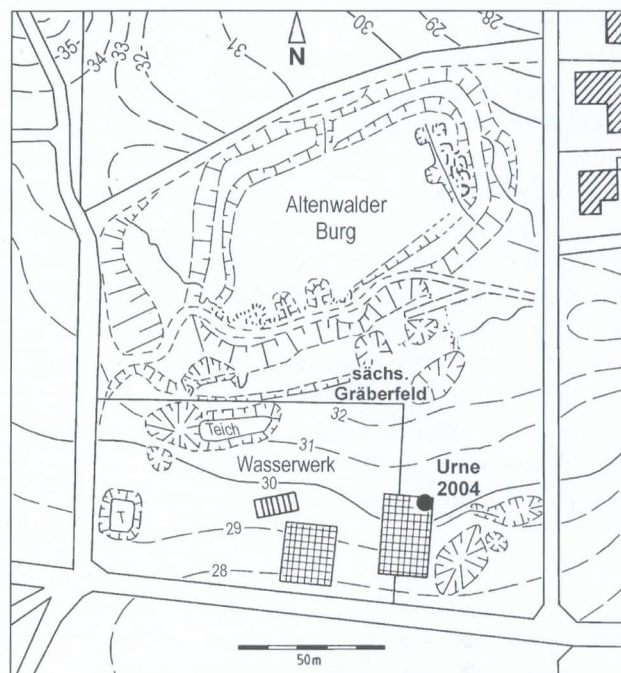 -35-
34
33
-32-
31
30
29
28-
N
Altenwalder
Burg
sächs.
Gräberfeld
32
Teich
31
Wasserwerk
Urne
2004
30
T
29
28
50m